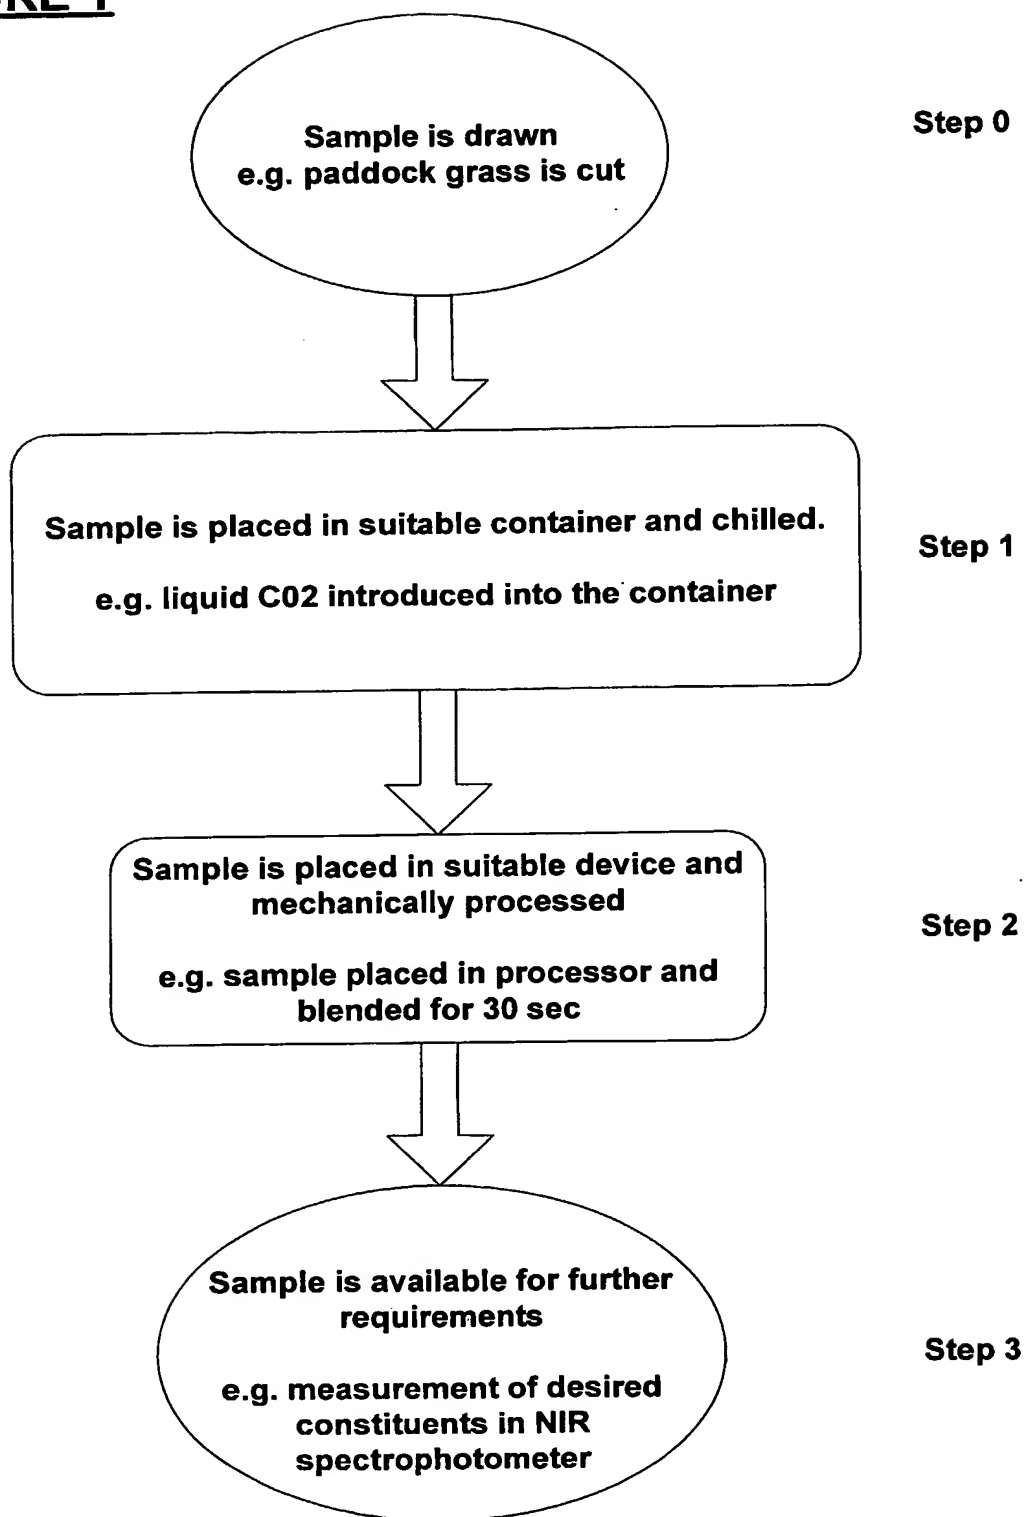 Sample is drawn
e.g. paddock grass is cut
Step 0
Sample is placed in suitable container and chilled.
e.g. liquid C02 introduced into the container
Step 1
Sample is placed in suitable device and
mechanically processed
e.g. sample placed in processor and
blended for 30 sec
Step 2
Sample is available for further
requirements
e.g. measurement of desired
constituents in NIR
spectrophotometer
Step 3